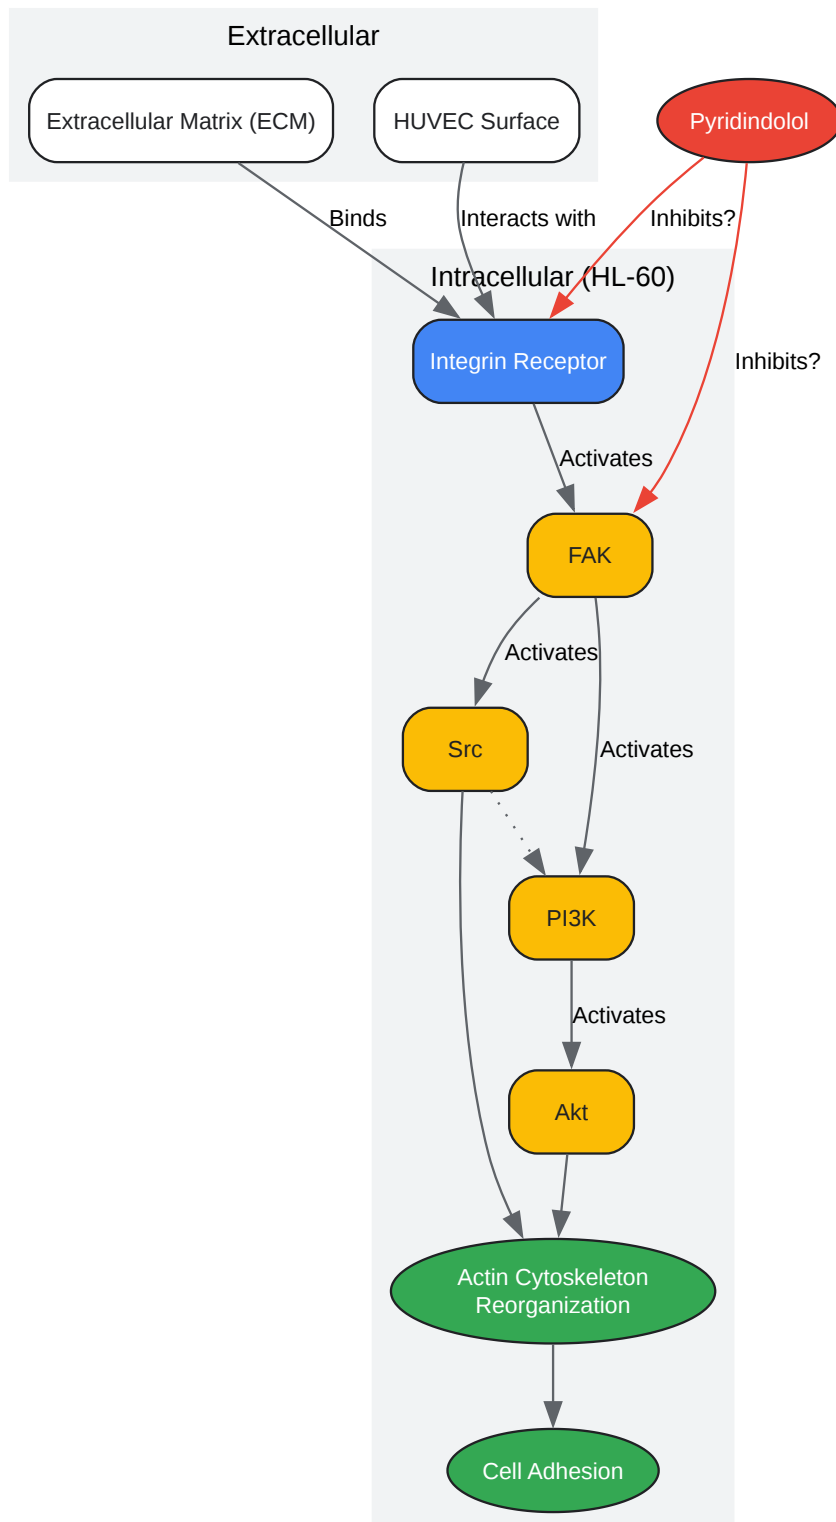 Extracellular
Extracellular Matrix (ECM)
HUVEC Surface
Pyridindolol
Binds
Interacts with
Inhibits?
Intracellular (HL-60)
Integrin Receptor
Inhibits?
Activates
FAK
Activates
Src
Activates
PI3K
Activates
Akt
Actin Cytoskeleton
Reorganization
Cell Adhesion